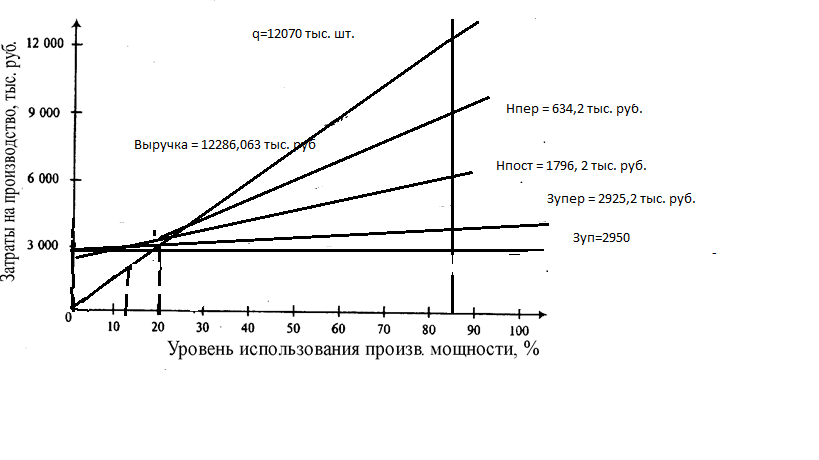 q=12070 тыс. шт.
12 000
Нпер = 634,2 тыс. руб.
9 000
Выручка = 12286,063 тыс. руб
Нпост = 1796, 2 тыс. руб.
6 000
Зупер = 2925,2 тыс. руб.
Зуп=2950
3 000
Затраты на производство, тыс. руб.
0 10 20 30 40 50 60 70 80 90 100
Уровень использования произв. мощности, %